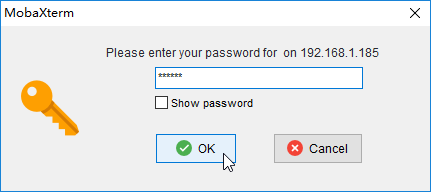 MobaXterm
Please enter your password for  on 192.168.1.185
******
Show password
OK
Cancel